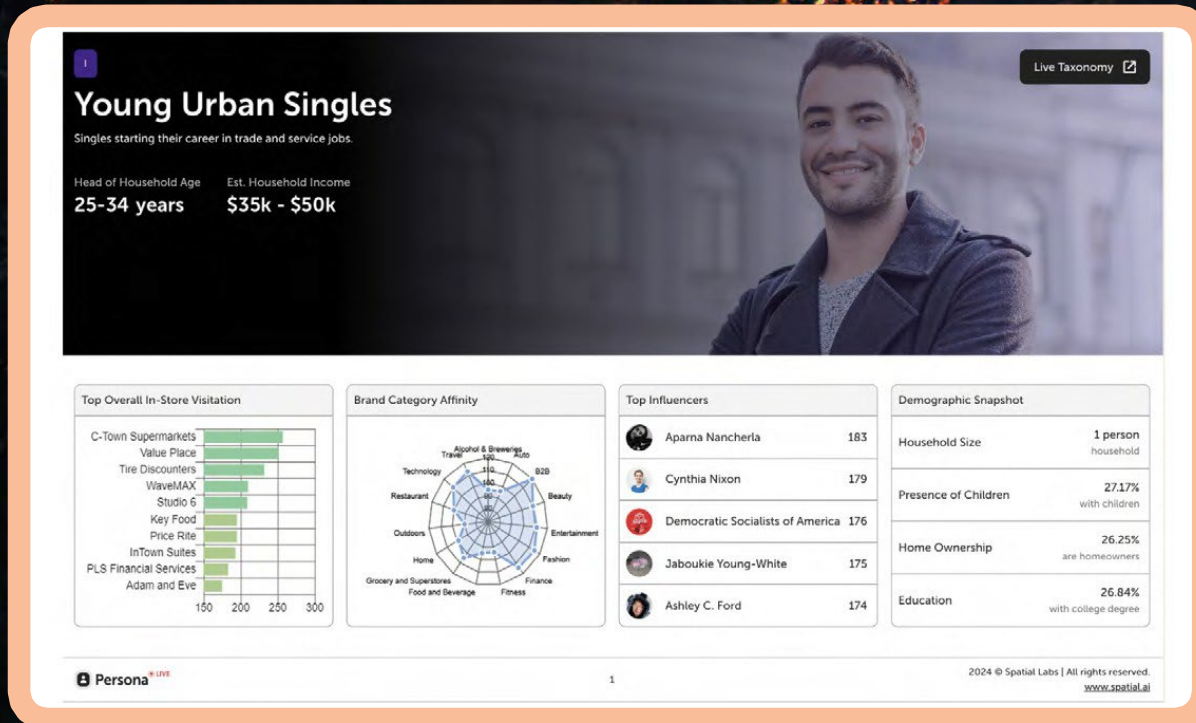 I
Live Taxonomy
Young Urban Singles
Singles starting their career in trade and service jobs.
Head of Household Age
Est. Household Income
25-34 years
$35k - $50k
Top Overall In-Store Visitation
C-Town Supermarkets
Value Place
Tire Discounters
WaveMAX
Studio 6
Key Food
Price Rite
InTown Suites
PLS Financial Services
Adam and Eve
150 200 250 300
Brand Category Affinity
Alcohol & Breweries
Auto
B2B
Beauty
Entertainment
Fashion
Finance
Fitness
Food and Beverage
Grocery and Superstores
Home
Outdoors
Restaurant
Technology
Travel
120
110
100
Top Influencers
Aparna Nancherla 183
Cynthia Nixon 179
Democratic Socialists of America 176
Jaboukie Young-White 175
Ashley C. Ford 174
Demographic Snapshot
Household Size 1 person
household
Presence of Children 27.17%
with children
Home Ownership 26.25%
are homeowners
Education 26.84%
with college degree
Persona LIVE
1
2024 © Spatial Labs | All rights reserved.
www.spatial.ai